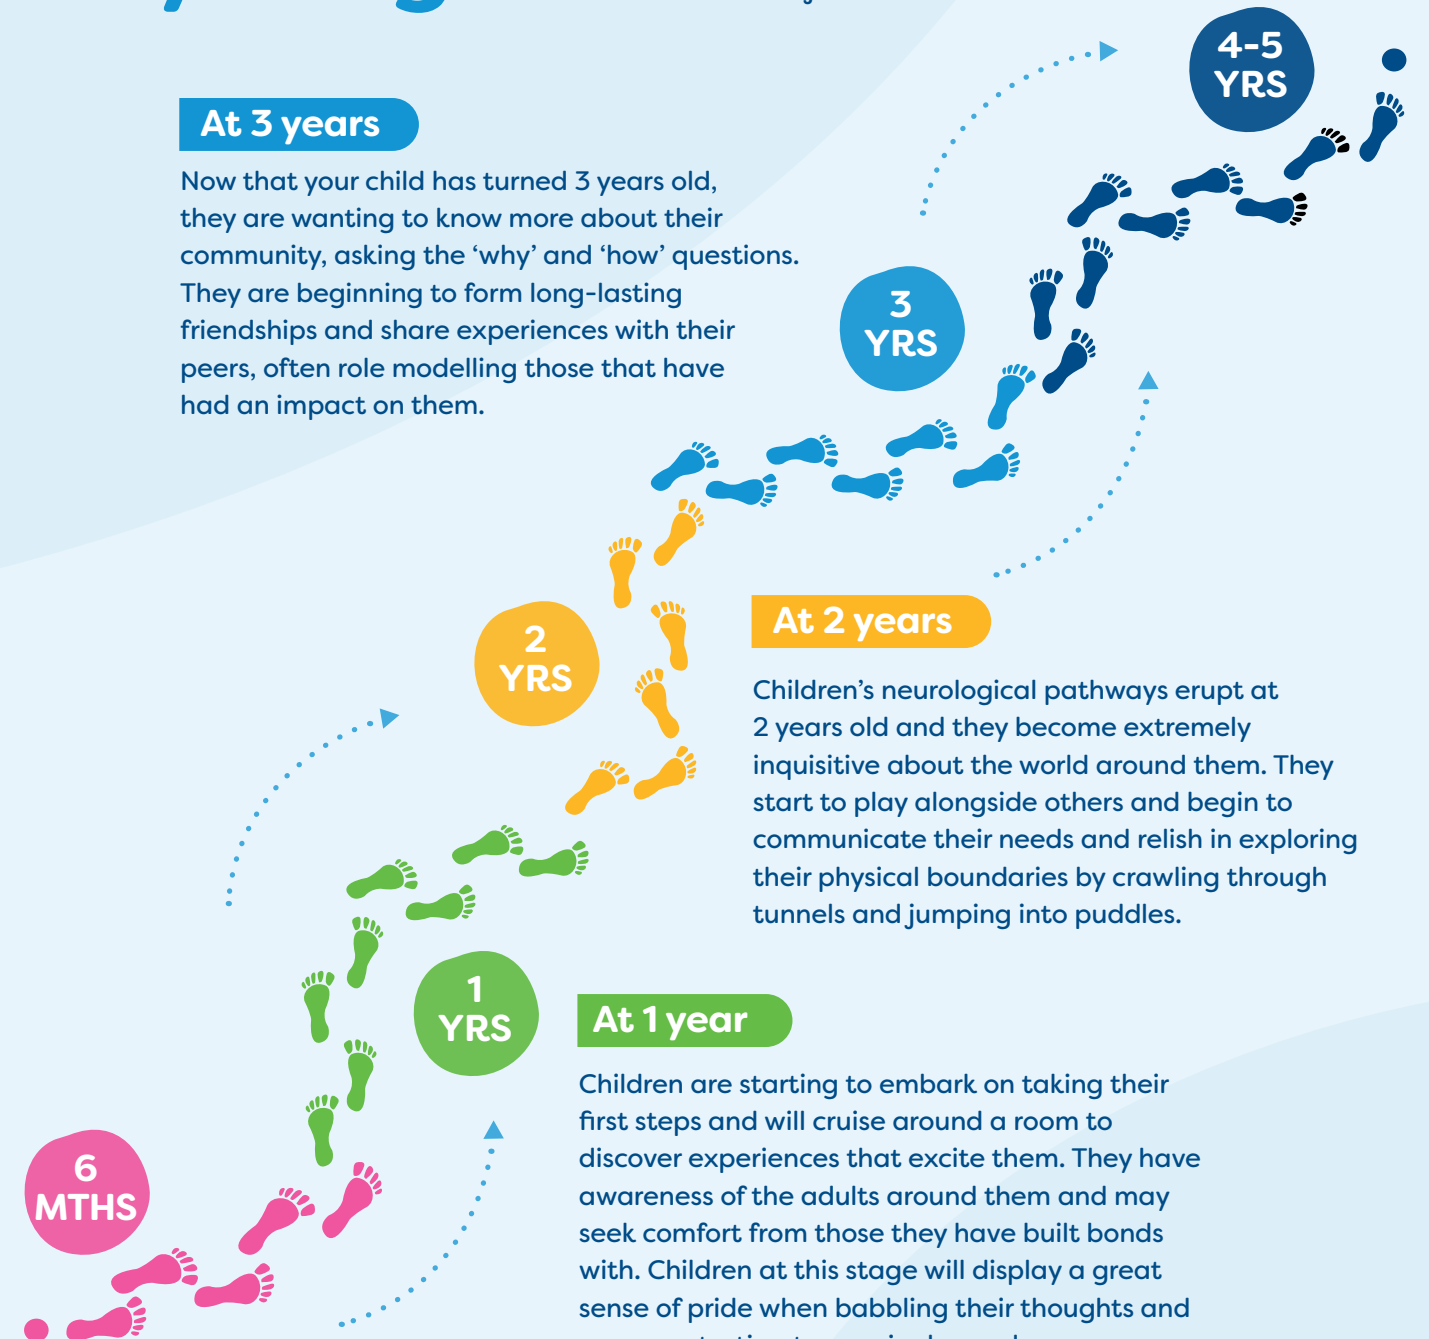 4-5
YRS
At 3 years
Now that your child has turned 3 years old,
they are wanting to know more about their
community, asking the ‘why’ and ‘how’ questions.
They are beginning to form long-lasting
friendships and share experiences with their
peers, often role modelling those that have
had an impact on them.
3
YRS
At 2 years
2
YRS
Children’s neurological pathways erupt at
2 years old and they become extremely
inquisitive about the world around them. They
start to play alongside others and begin to
communicate their needs and relish in exploring
their physical boundaries by crawling through
tunnels and jumping into puddles.
1
YRS
At 1 year
Children are starting to embark on taking their
first steps and will cruise around a room to
discover experiences that excite them. They have
awareness of the adults around them and may
seek comfort from those they have built bonds
with. Children at this stage will display a great
sense of pride when babbling their thoughts and
6
MTHS